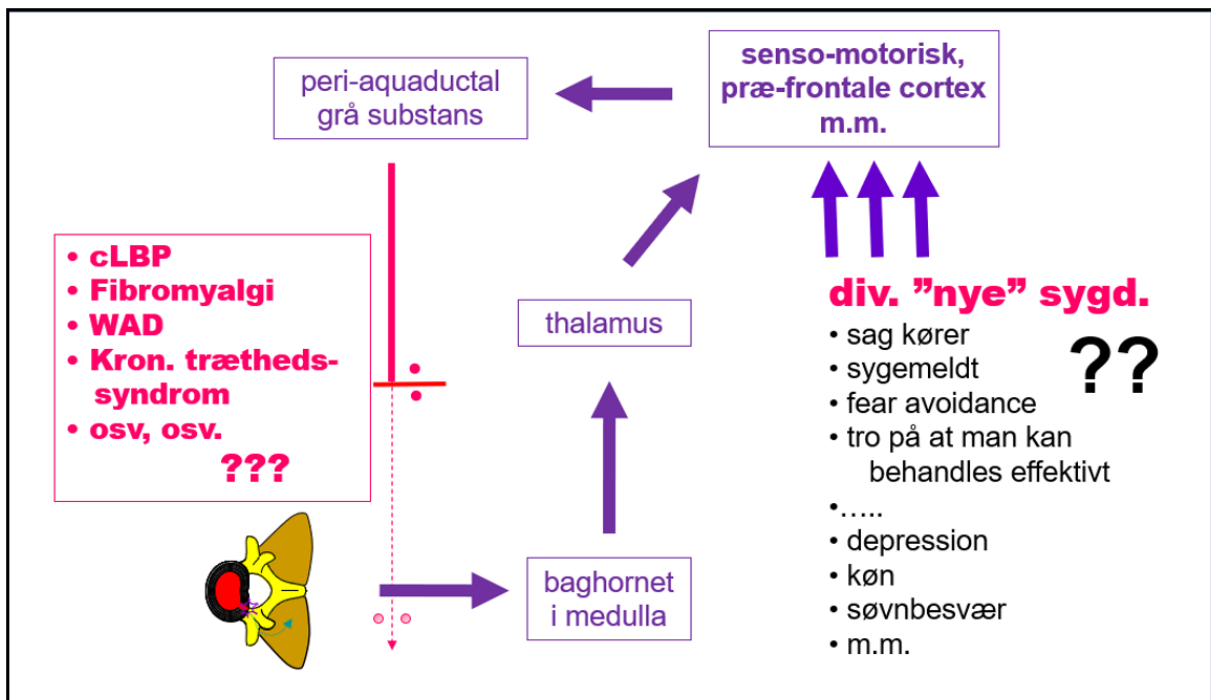 peri-aquaductal
grå substans
senso-motorisk,
præ-frontale cortex
m.m.
• cLBP
• Fibromyalgi
• WAD
• Kron. trætheds-
syndrom
• osv, osv.
???
thalamus
baghornet
i medulla
div. ”nye” sygd.
• sag kører
• sygemeldt
• fear avoidance
• tro på at man kan
behandles effektivt
•…..
• depression
• køn
• søvnbesvær
• m.m.
??